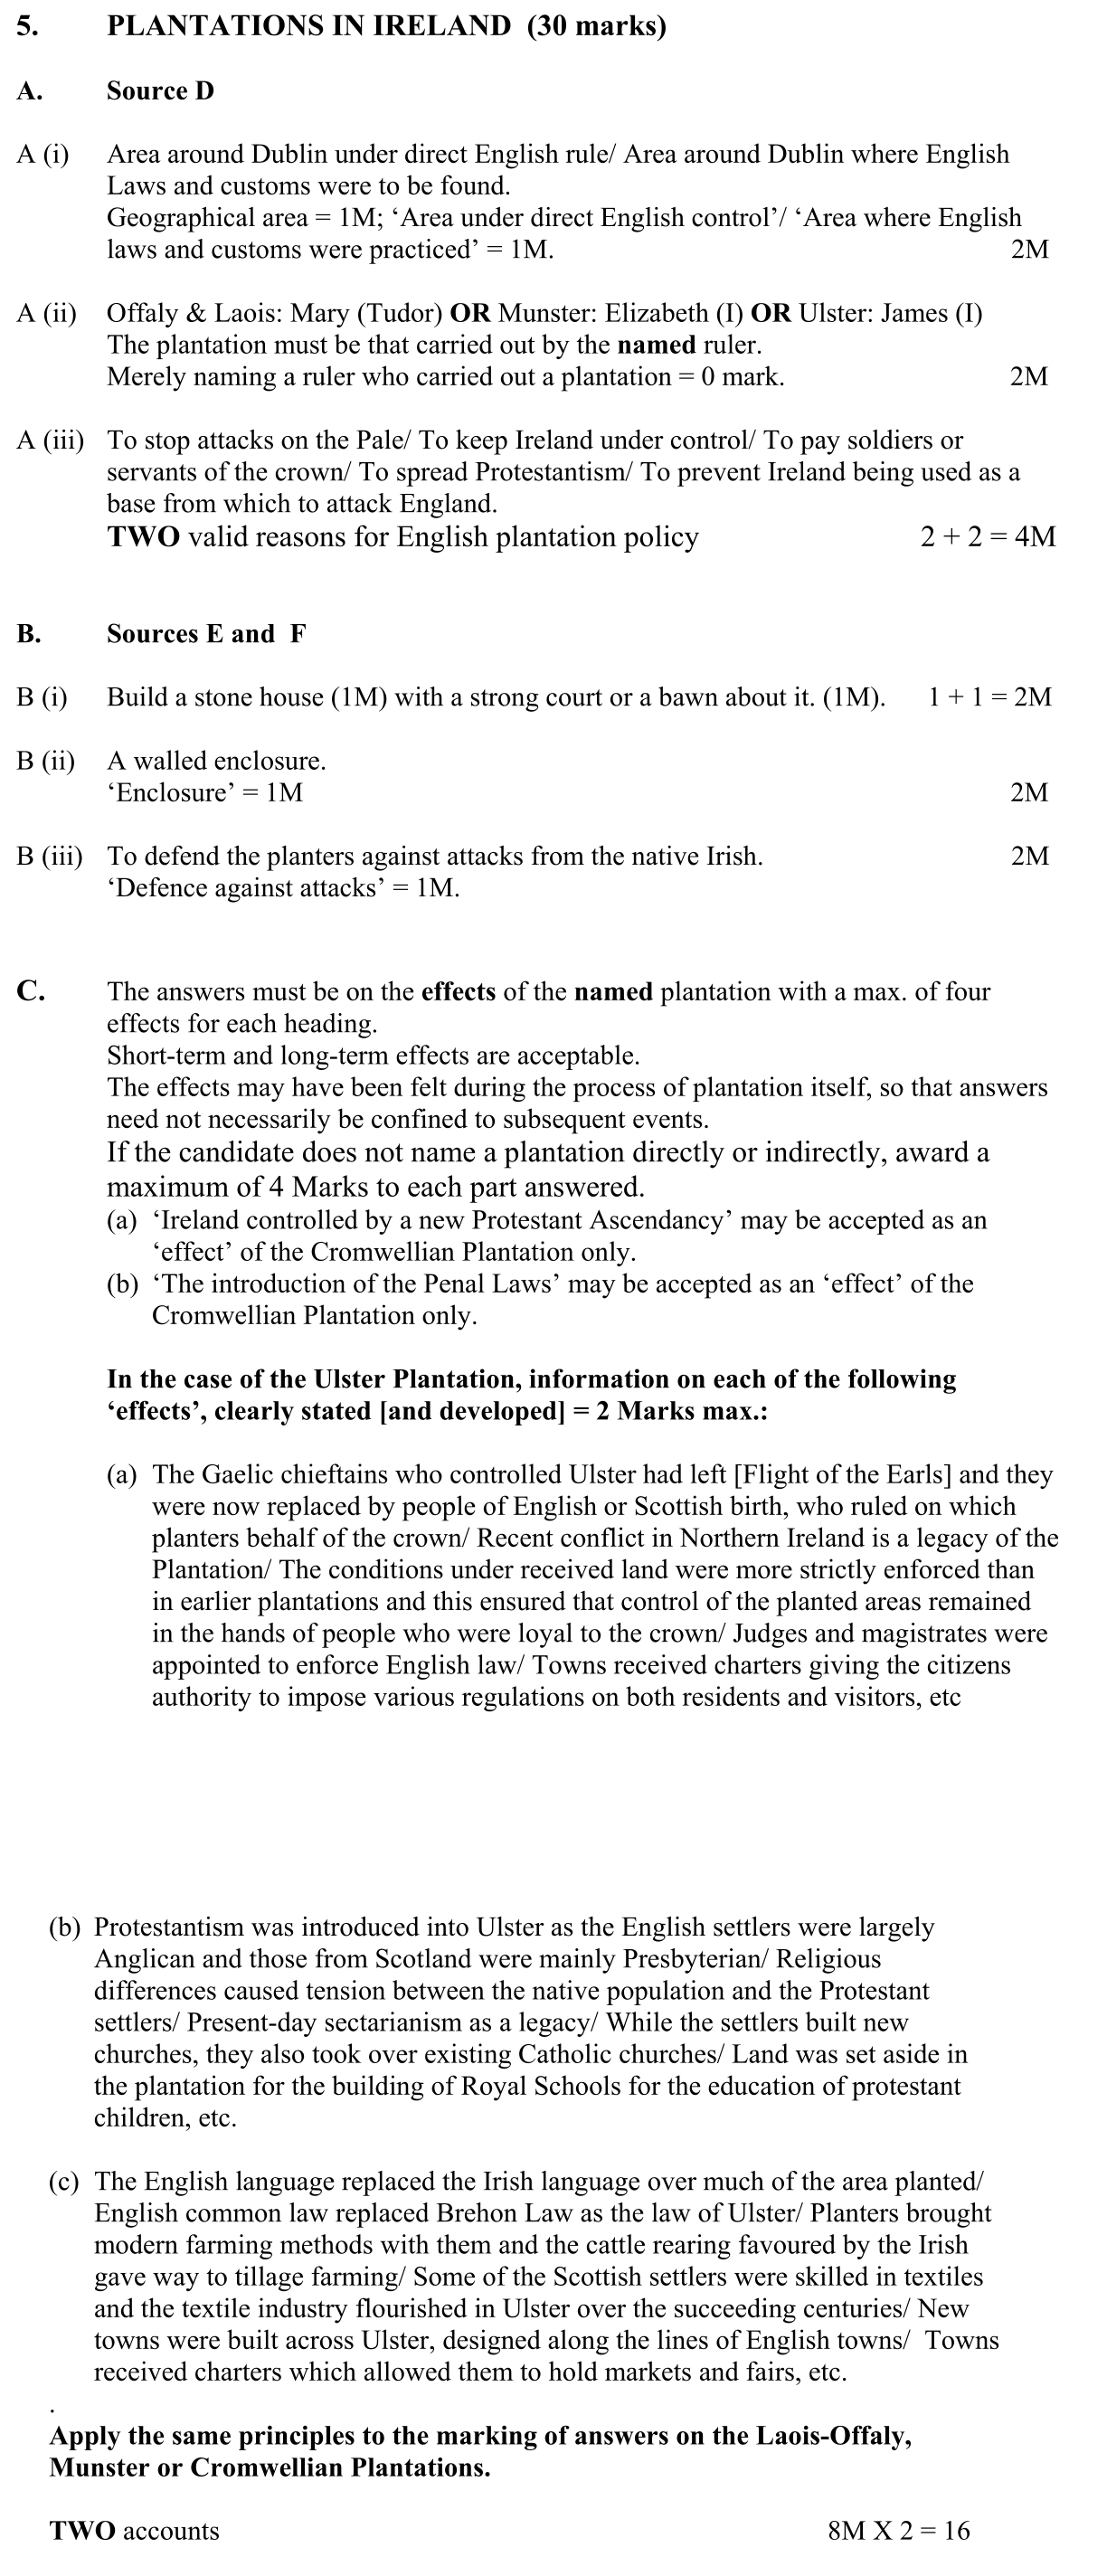 5. PLANTATIONS IN IRELAND (30 marks)
A. Source D
A (i) Area around Dublin under direct English rule/ Area around Dublin where English
Laws and customs were to be found.
Geographical area = 1M; ‘Area under direct English control’/ ‘Area where English
laws and customs were practiced’ = 1M. 2M
A (ii) Offaly & Laois: Mary (Tudor) OR Munster: Elizabeth (I) OR Ulster: James (I)
The plantation must be that carried out by the named ruler.
Merely naming a ruler who carried out a plantation = 0 mark. 2M
A (iii) To stop attacks on the Pale/ To keep Ireland under control/ To pay soldiers or
servants of the crown/ To spread Protestantism/ To prevent Ireland being used as a
base from which to attack England.
TWO valid reasons for English plantation policy 2 + 2 = 4M
B. Sources E and F
B (i) Build a stone house (1M) with a strong court or a bawn about it. (1M). 1 + 1 = 2M
B (ii) A walled enclosure.
‘Enclosure’ = 1M 2M
B (iii) To defend the planters against attacks from the native Irish. 2M
‘Defence against attacks’ = 1M.
C. The answers must be on the effects of the named plantation with a max. of four
effects for each heading.
Short-term and long-term effects are acceptable.
The effects may have been felt during the process of plantation itself, so that answers
need not necessarily be confined to subsequent events.
If the candidate does not name a plantation directly or indirectly, award a
maximum of 4 Marks to each part answered.
(a) ‘Ireland controlled by a new Protestant Ascendancy’ may be accepted as an
‘effect’ of the Cromwellian Plantation only.
(b) ‘The introduction of the Penal Laws’ may be accepted as an ‘effect’ of the
Cromwellian Plantation only.
In the case of the Ulster Plantation, information on each of the following
‘effects’, clearly stated [and developed] = 2 Marks max.:
(a) The Gaelic chieftains who controlled Ulster had left [Flight of the Earls] and they
were now replaced by people of English or Scottish birth, who ruled on which
planters behalf of the crown/ Recent conflict in Northern Ireland is a legacy of the
Plantation/ The conditions under received land were more strictly enforced than
in earlier plantations and this ensured that control of the planted areas remained
in the hands of people who were loyal to the crown/ Judges and magistrates were
appointed to enforce English law/ Towns received charters giving the citizens
authority to impose various regulations on both residents and visitors, etc
(b) Protestantism was introduced into Ulster as the English settlers were largely
Anglican and those from Scotland were mainly Presbyterian/ Religious
differences caused tension between the native population and the Protestant
settlers/ Present-day sectarianism as a legacy/ While the settlers built new
churches, they also took over existing Catholic churches/ Land was set aside in
the plantation for the building of Royal Schools for the education of protestant
children, etc.
(c) The English language replaced the Irish language over much of the area planted/
English common law replaced Brehon Law as the law of Ulster/ Planters brought
modern farming methods with them and the cattle rearing favoured by the Irish
gave way to tillage farming/ Some of the Scottish settlers were skilled in textiles
and the textile industry flourished in Ulster over the succeeding centuries/ New
towns were built across Ulster, designed along the lines of English towns/ Towns
received charters which allowed them to hold markets and fairs, etc.
.
Apply the same principles to the marking of answers on the Laois-Offaly,
Munster or Cromwellian Plantations.
TWO accounts 8M X 2 = 16